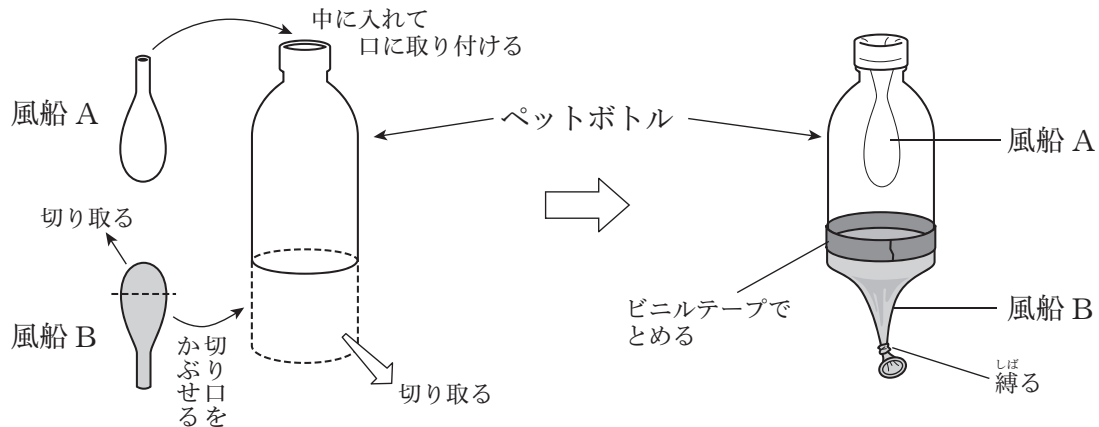 中に入れて
口に取り付ける
風船 A
ペットボトル
風船 A
切り取る
風船 B
切り口を
かぶせる
切り取る
ビニルテープで
とめる
風船 B
しば
縛る